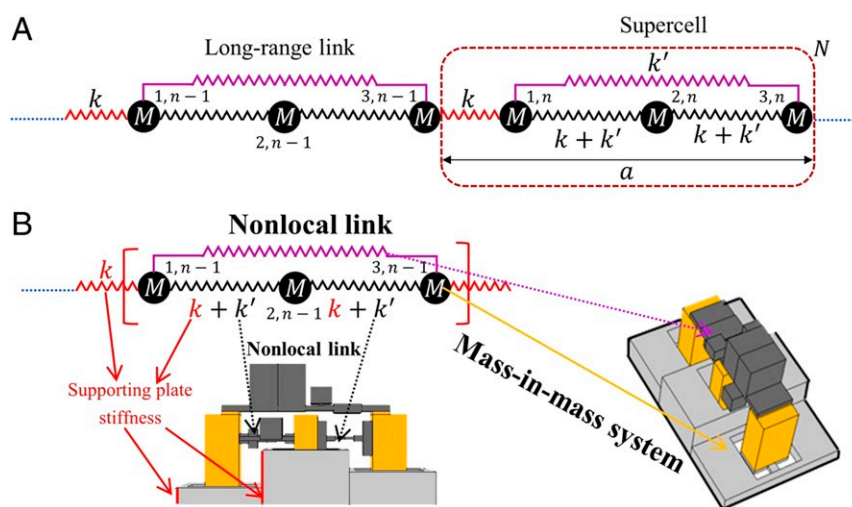 A
Long-range link
Supercell
N
k
k'
k
1, n − 1
3, n − 1
1, n
2, n
3, n
M
M
M
M
M
M
2, n − 1
k + k'
k + k'
a
B
Nonlocal link
k
1, n − 1
3, n − 1
M
M
M
k + k'
2, n − 1
k + k'
Nonlocal link
Supporting plate
stiffness
Mass-in-mass system